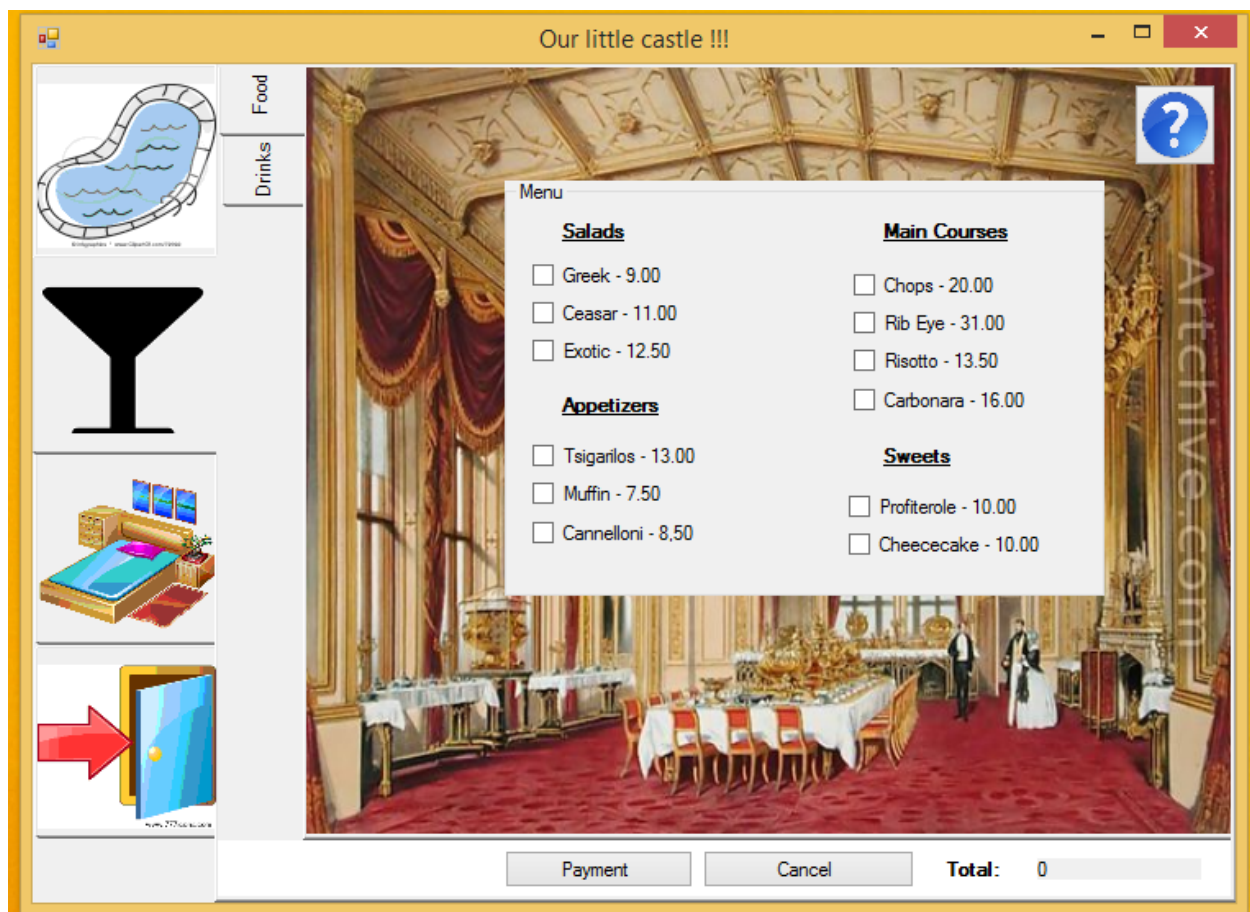 Our little castle !!!
Food
Drinks
Menu
Salads
Greek - 9.00
Ceasar - 11.00
Exotic - 12.50
Appetizers
Tsigarilos - 13.00
Muffin - 7.50
Cannelloni - 8,50
Main Courses
Chops - 20.00
Rib Eye - 31.00
Risotto - 13.50
Carbonara - 16.00
Sweets
Profiterole - 10.00
Cheececake - 10.00
Artchive.com
Payment
Cancel
Total: 0